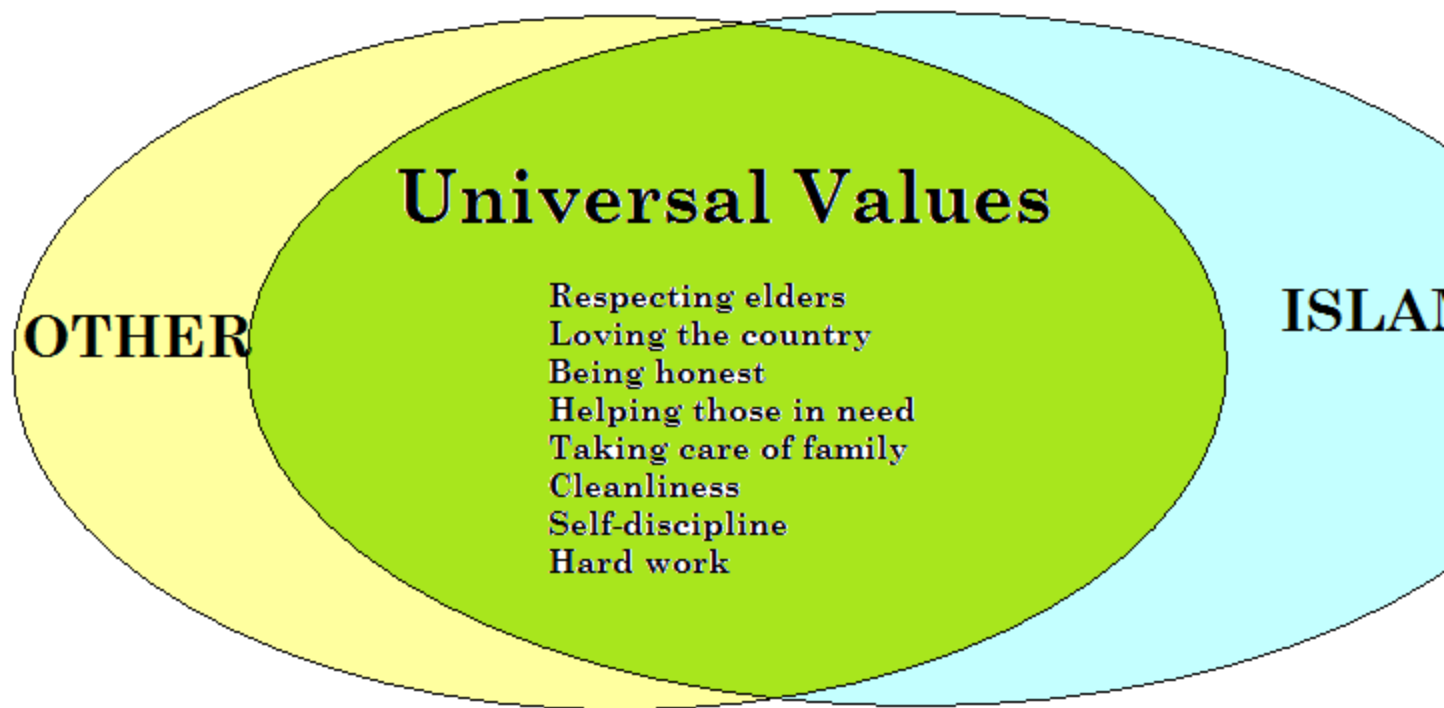 Universal Values
Respecting elders
Loving the country
Being honest
Helping those in need
Taking care of family
Cleanliness
Self-discipline
Hard work
OTHER